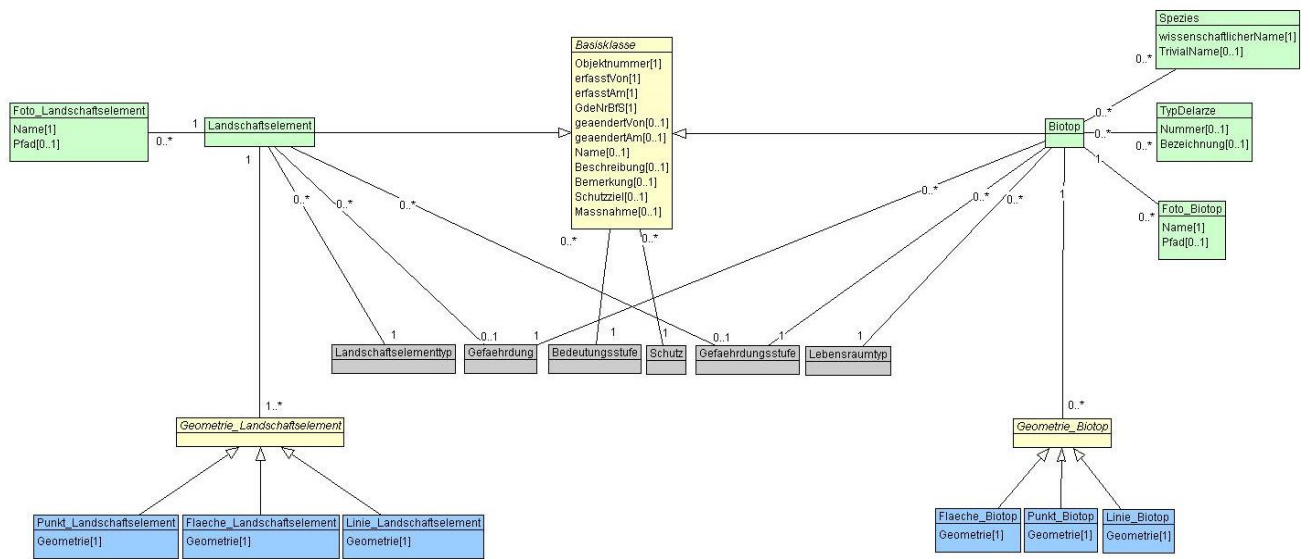 Spezies
wissenschaftlicherName[1]
TrivialName[0..1]
0..*
0..*
Basisklasse
Objektnummer[1]
erfasstVon[1]
erfasstAm[1]
GdeNrBfS[1]
geaendertVon[0..1]
geaendertAm[0..1]
Name[0..1]
Beschreibung[0..1]
Bemerkung[0..1]
Schutzziel[0..1]
Massnahme[0..1]
Foto_Landschaftselement
Name[1]
Pfad[0..1]
0..*
1
Landschaftselement
1
0..*
0..*
0..*
Biotop
TypDelarze
Nummer[0..1]
Bezeichnung[0..1]
0..*
0..*
1
Foto_Biotop
Name[1]
Pfad[0..1]
0..*
0..*
0..*
0..*
1
0..*
0..*
1
0..1
1
1
1
0..1
1
1
Landschaftselementtyp
Gefaehrdung
Bedeutungsstufe
Schutz
Gefaehrdungsstufe
Lebensraumtyp
1..*
Geometrie_Landschaftselement
0..*
Geometrie_Biotop
Punkt_Landschaftselement
Geometrie[1]
Flaeche_Landschaftselement
Geometrie[1]
Linie_Landschaftselement
Geometrie[1]
Flaeche_Biotop
Geometrie[1]
Punkt_Biotop
Geometrie[1]
Linie_Biotop
Geometrie[1]